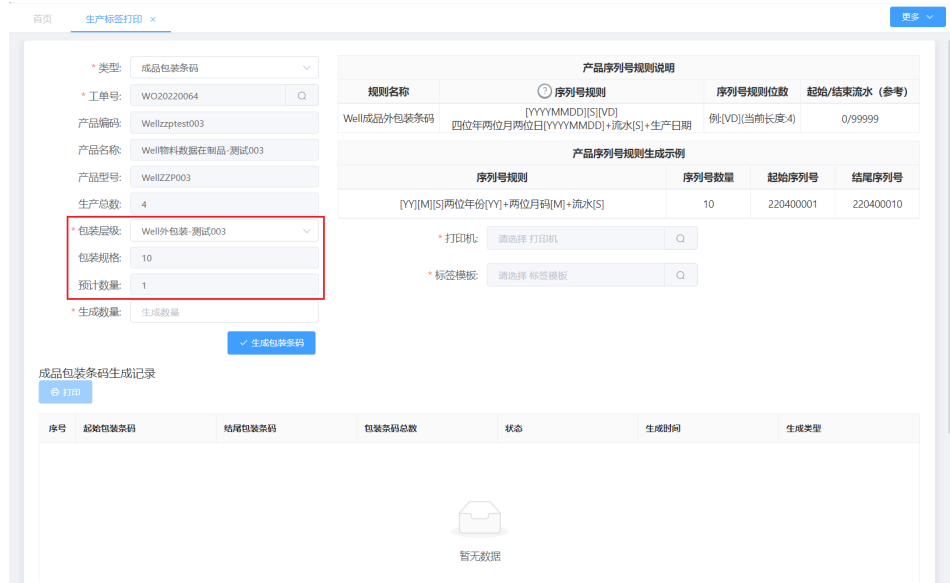 首页
生产标签打印 ×
更多
* 类型: 成品包装条码
* 工单号: WO20220064
产品编码: Wellzzptest003
产品名称: Well物料数据在制品-测试003
产品型号: WellZZP003
生产总数: 4
* 包装层级: Well外包装-测试003
包装规格: 10
预计数量: 1
* 生成数量: 生成数量
生成包装条码
产品序列号规则说明
规则名称 ? 序列号规则 序列号规则位数 起始/结束流水（参考）
Well成品外包装条码 [YYYYMMDD][S][VD] 例:[VD](当前长度:4) 0/99999
四位年两位月两位日[YYYYMMDD]+流水[S]+生产日期
产品序列号规则生成示例
序列号规则 序列号数量 起始序列号 结尾序列号
[YY][M][S]两位年份[YY]+两位月码[M]+流水[S] 10 220400001 220400010
* 打印机: 请选择 打印机
* 标签模板: 请选择 标签模板
成品包装条码生成记录
打印
序号 起始包装条码 结尾包装条码 包装条码总数 状态 生成时间 生成类型
暂无数据